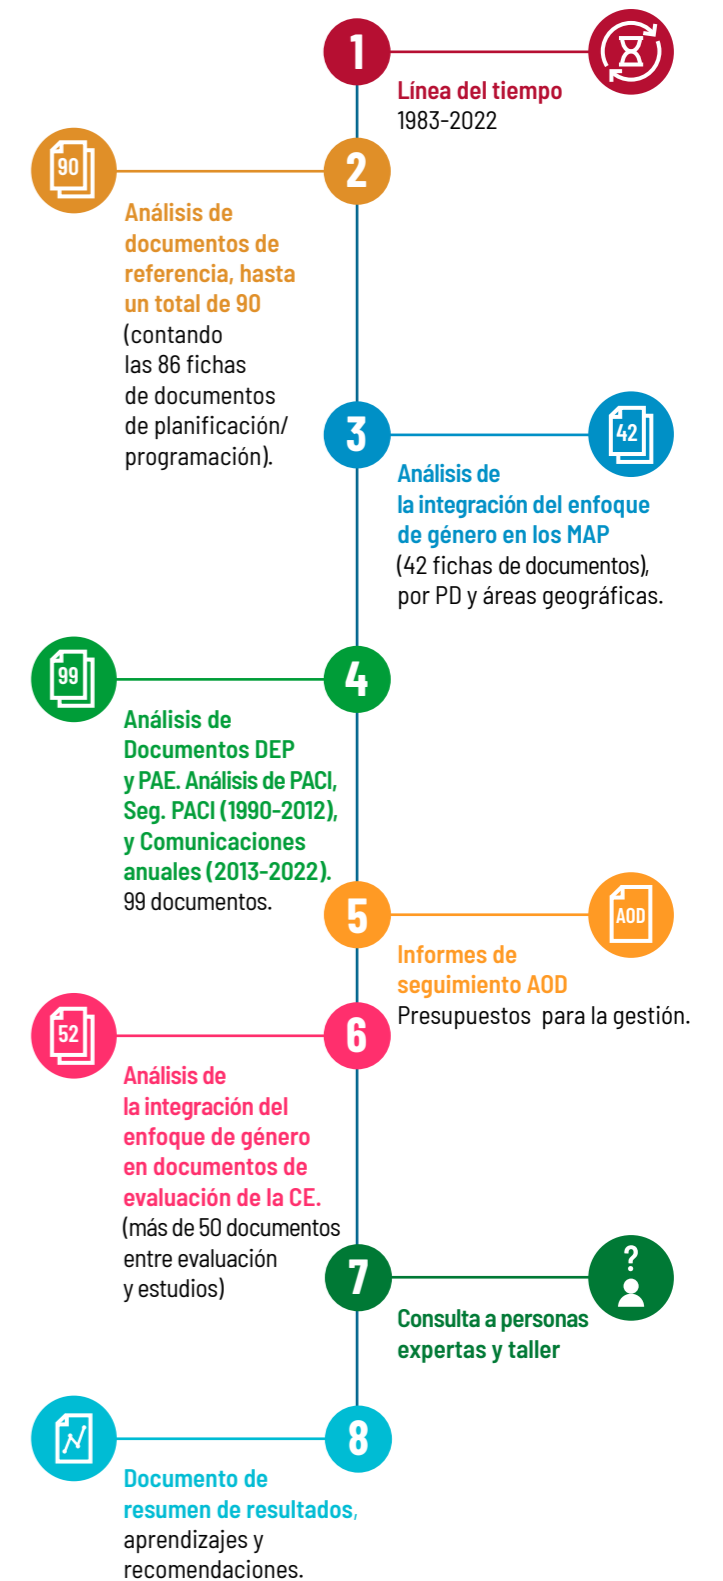 1
Línea del tiempo
1983-2022
90
2
Análisis de
documentos de
referencia, hasta
un total de 90
(contando
las 86 fichas
de documentos
de planificación/
programación).
3
42
Análisis de
la integración del enfoque
de género en los MAP
(42 fichas de documentos),
por PD y áreas geográficas.
99
4
Análisis de
Documentos DEP
y PAE. Análisis de PACI,
Seg. PACI (1990-2012),
y Comunicaciones
anuales (2013-2022).
99 documentos.
5
AOD
Informes de
seguimiento AOD
Presupuestos para la gestión.
52
6
Análisis de
la integración del
enfoque de género
en documentos de
evaluación de la CE.
(más de 50 documentos
entre evaluación
y estudios)
7
?
Consulta a personas
expertas y taller
8
Documento de
resumen de resultados,
aprendizajes y
recomendaciones.